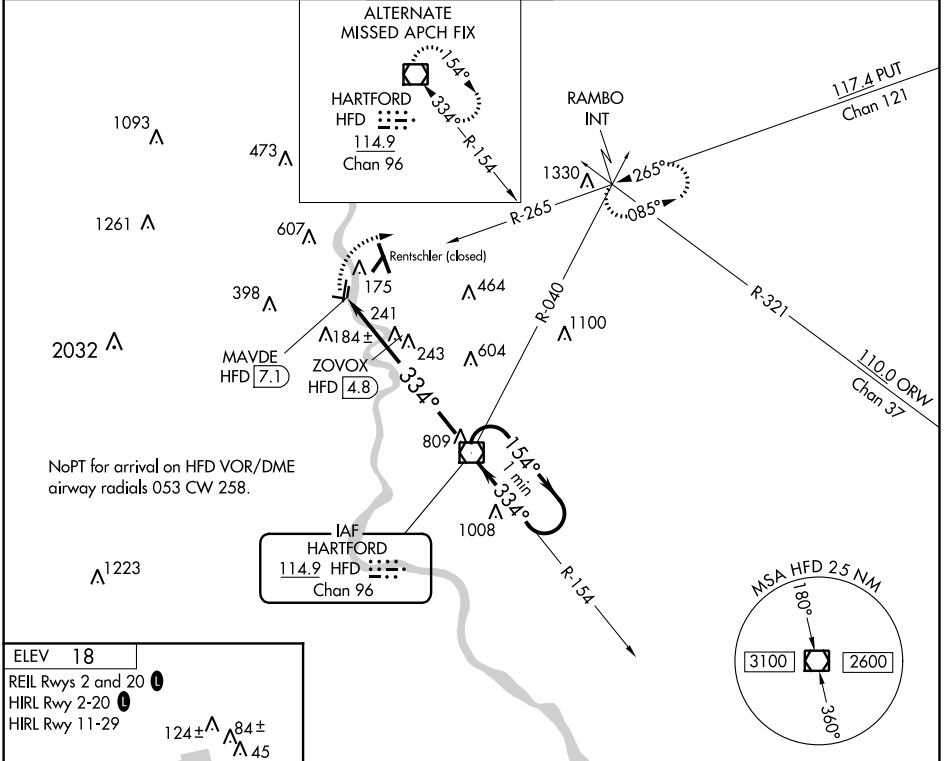 ALTERNATE
MISSED APCH FIX
154°
HARTFORD
HFD
334°
R-154
114.9
Chan 96
117.4 PUT
Chan 121
RAMBO
INT
1093
473
1330
265°
085°
R-265
1261
607
Rentschler (closed)
175
464
R-040
R-321
398
241
1100
2032
184±
243
604
MAVDE
HFD 7.1
ZOVOX
HFD 4.8
334°
110.0 ORW
Chan 37
809
154°
1 min
334°
NoPT for arrival on HFD VOR/DME
airway radials 053 CW 258.
1008
IAF
HARTFORD
114.9 HFD
Chan 96
R-154
1223
MSA HFD 25 NM
180°
3100
2600
360°
ELEV 18
REIL Rwys 2 and 20 L
HIRL Rwy 2-20 L
HIRL Rwy 11-29
124±
84±
45